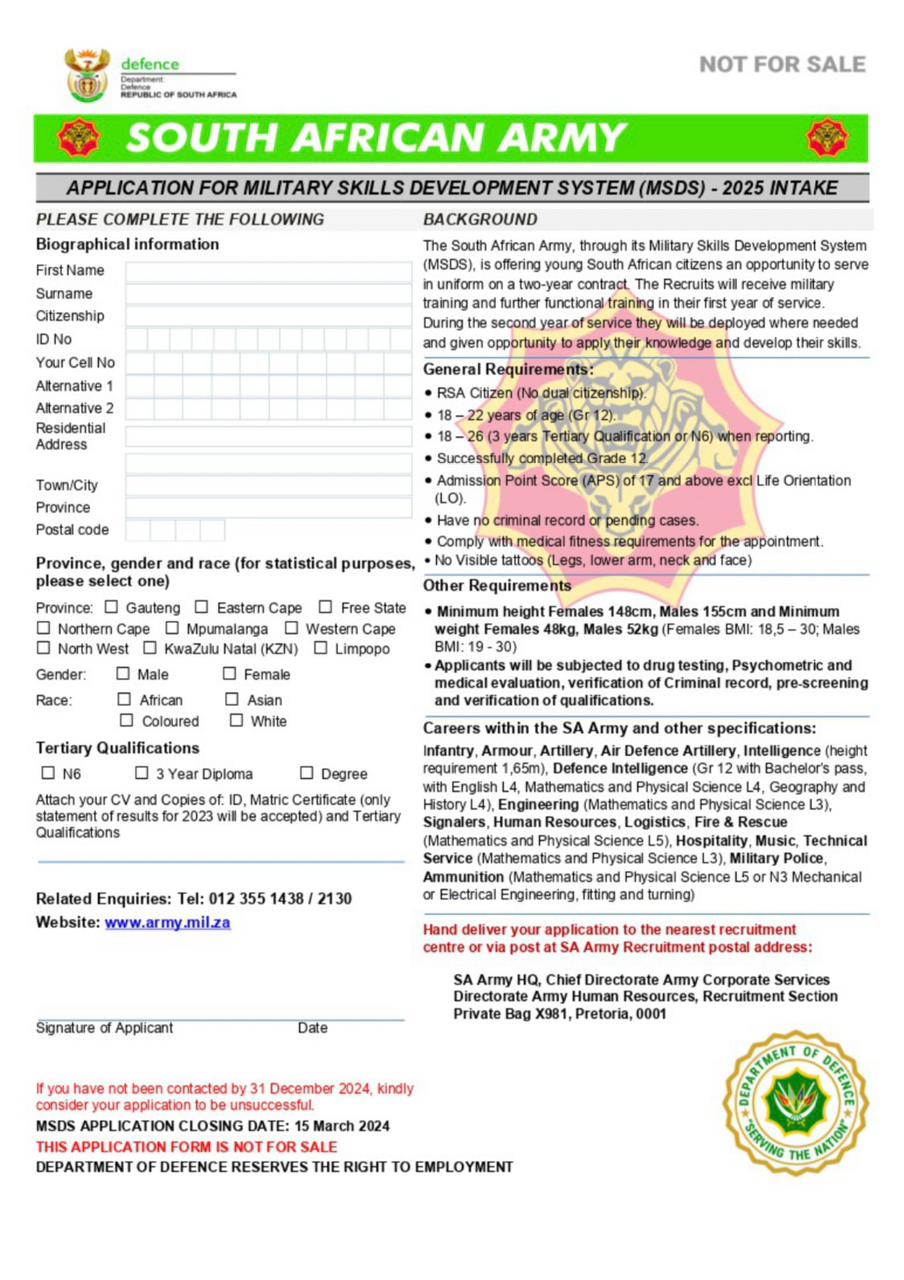 defence
Department:
Defence
REPUBLIC OF SOUTH AFRICA
NOT FOR SALE
SOUTH AFRICAN ARMY
APPLICATION FOR MILITARY SKILLS DEVELOPMENT SYSTEM (MSDS) - 2025 INTAKE
PLEASE COMPLETE THE FOLLOWING
Biographical information
First Name
Surname
Citizenship
ID No
Your Cell No
Alternative 1
Alternative 2
Residential
Address
Town/City
Province
Postal code
Province, gender and race (for statistical purposes,
please select one)
Province: ☐ Gauteng ☐ Eastern Cape ☐ Free State
☐ Northern Cape ☐ Mpumalanga ☐ Western Cape
☐ North West ☐ KwaZulu Natal (KZN) ☐ Limpopo
Gender: ☐ Male ☐ Female
Race: ☐ African ☐ Asian
☐ Coloured ☐ White
Tertiary Qualifications
☐ N6 ☐ 3 Year Diploma ☐ Degree
Attach your CV and Copies of: ID, Matric Certificate (only
statement of results for 2023 will be accepted) and Tertiary
Qualifications
Related Enquiries: Tel: 012 355 1438 / 2130
Website: www.army.mil.za
Signature of Applicant Date
If you have not been contacted by 31 December 2024, kindly
consider your application to be unsuccessful.
MSDS APPLICATION CLOSING DATE: 15 March 2024
THIS APPLICATION FORM IS NOT FOR SALE
DEPARTMENT OF DEFENCE RESERVES THE RIGHT TO EMPLOYMENT
BACKGROUND
The South African Army, through its Military Skills Development System
(MSDS), is offering young South African citizens an opportunity to serve
in uniform on a two-year contract. The Recruits will receive military
training and further functional training in their first year of service.
During the second year of service they will be deployed where needed
and given opportunity to apply their knowledge and develop their skills.
General Requirements:
• RSA Citizen (No dual citizenship).
• 18 – 22 years of age (Gr 12).
• 18 – 26 (3 years Tertiary Qualification or N6) when reporting.
• Successfully completed Grade 12.
• Admission Point Score (APS) of 17 and above excl Life Orientation
(LO).
• Have no criminal record or pending cases.
• Comply with medical fitness requirements for the appointment.
• No Visible tattoos (Legs, lower arm, neck and face)
Other Requirements
• Minimum height Females 148cm, Males 155cm and Minimum
weight Females 48kg, Males 52kg (Females BMI: 18,5 – 30; Males
BMI: 19 - 30)
• Applicants will be subjected to drug testing, Psychometric and
medical evaluation, verification of Criminal record, pre-screening
and verification of qualifications.
Careers within the SA Army and other specifications:
Infantry, Armour, Artillery, Air Defence Artillery, Intelligence (height
requirement 1,65m), Defence Intelligence (Gr 12 with Bachelor's pass,
with English L4, Mathematics and Physical Science L4, Geography and
History L4), Engineering (Mathematics and Physical Science L3),
Signalers, Human Resources, Logistics, Fire & Rescue
(Mathematics and Physical Science L5), Hospitality, Music, Technical
Service (Mathematics and Physical Science L3), Military Police,
Ammunition (Mathematics and Physical Science L5 or N3 Mechanical
or Electrical Engineering, fitting and turning)
Hand deliver your application to the nearest recruitment
centre or via post at SA Army Recruitment postal address:
SA Army HQ, Chief Directorate Army Corporate Services
Directorate Army Human Resources, Recruitment Section
Private Bag X981, Pretoria, 0001
DEPARTMENT OF DEFENCE
"SERVING THE NATION"